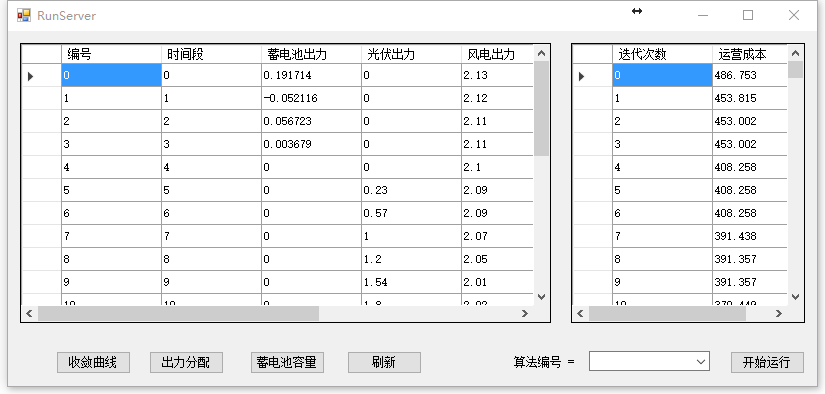 RunServer
编号 时间段 蓄电池出力 光伏出力 风电出力
0 0 0.191714 0 2.13
1 1 -0.052116 0 2.12
2 2 0.056723 0 2.11
3 3 0.003679 0 2.11
4 4 0 0 2.1
5 5 0 0.23 2.09
6 6 0 0.57 2.09
7 7 0 1 2.07
8 8 0 1.2 2.05
9 9 0 1.54 2.01
10 10 0 1.8 2.02
迭代次数 运营成本
0 486.753
1 453.815
2 453.002
3 453.002
4 408.258
5 408.258
6 408.258
7 391.438
8 391.357
9 391.357
10 370.449
收敛曲线 出力分配 蓄电池容量 刷新 算法编号 = 开始运行